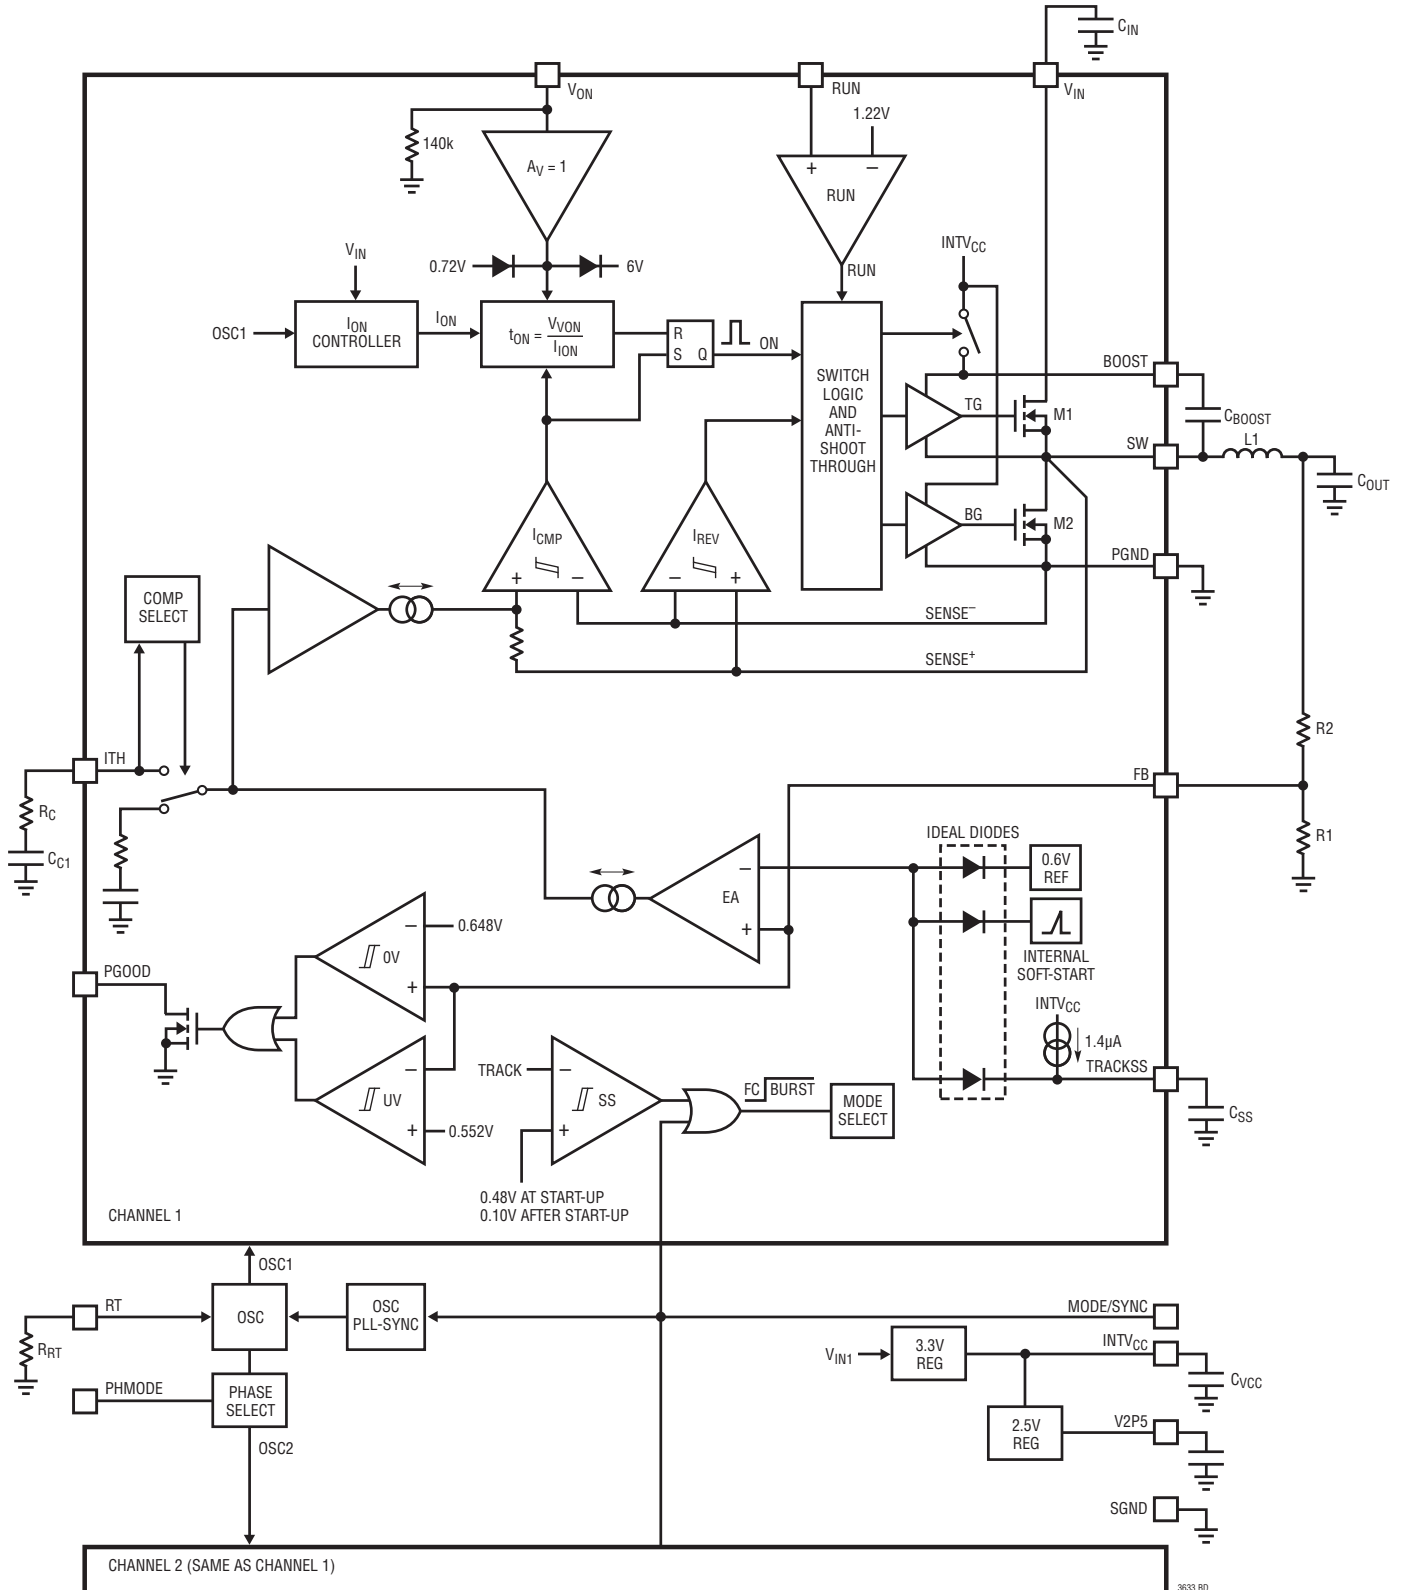 CIN
VON
RUN
VIN
1.22V
140k
AV = 1
+
−
RUN
VIN
INTVCC
0.72V
6V
RUN
OSC1
ION
CONTROLLER
ION
tON = VVON
IION
R
S Q
ON
SWITCH
LOGIC
AND
ANTI-
SHOOT
THROUGH
BOOST
TG
M1
CBOOST
SW
L1
COUT
BG
M2
PGND
ICMP
+ −
IREV
− +
COMP
SELECT
SENSE−
SENSE+
R2
ITH
FB
RC
CC1
R1
IDEAL DIODES
0.6V
REF
−
EA
+
INTERNAL
SOFT-START
−
0.648V
0V
+
PGOOD
INTVCC
1.4µA
TRACKSS
CSS
−
UV
+
0.552V
TRACK
−
SS
+
FC BURST
MODE
SELECT
0.48V AT START-UP
0.10V AFTER START-UP
CHANNEL 1
OSC1
RT
OSC
OSC
PLL-SYNC
MODE/SYNC
RRT
VIN1
3.3V
REG
INTVCC
CVCC
PHMODE
PHASE
SELECT
2.5V
REG
V2P5
OSC2
SGND
CHANNEL 2 (SAME AS CHANNEL 1)
3633 BD